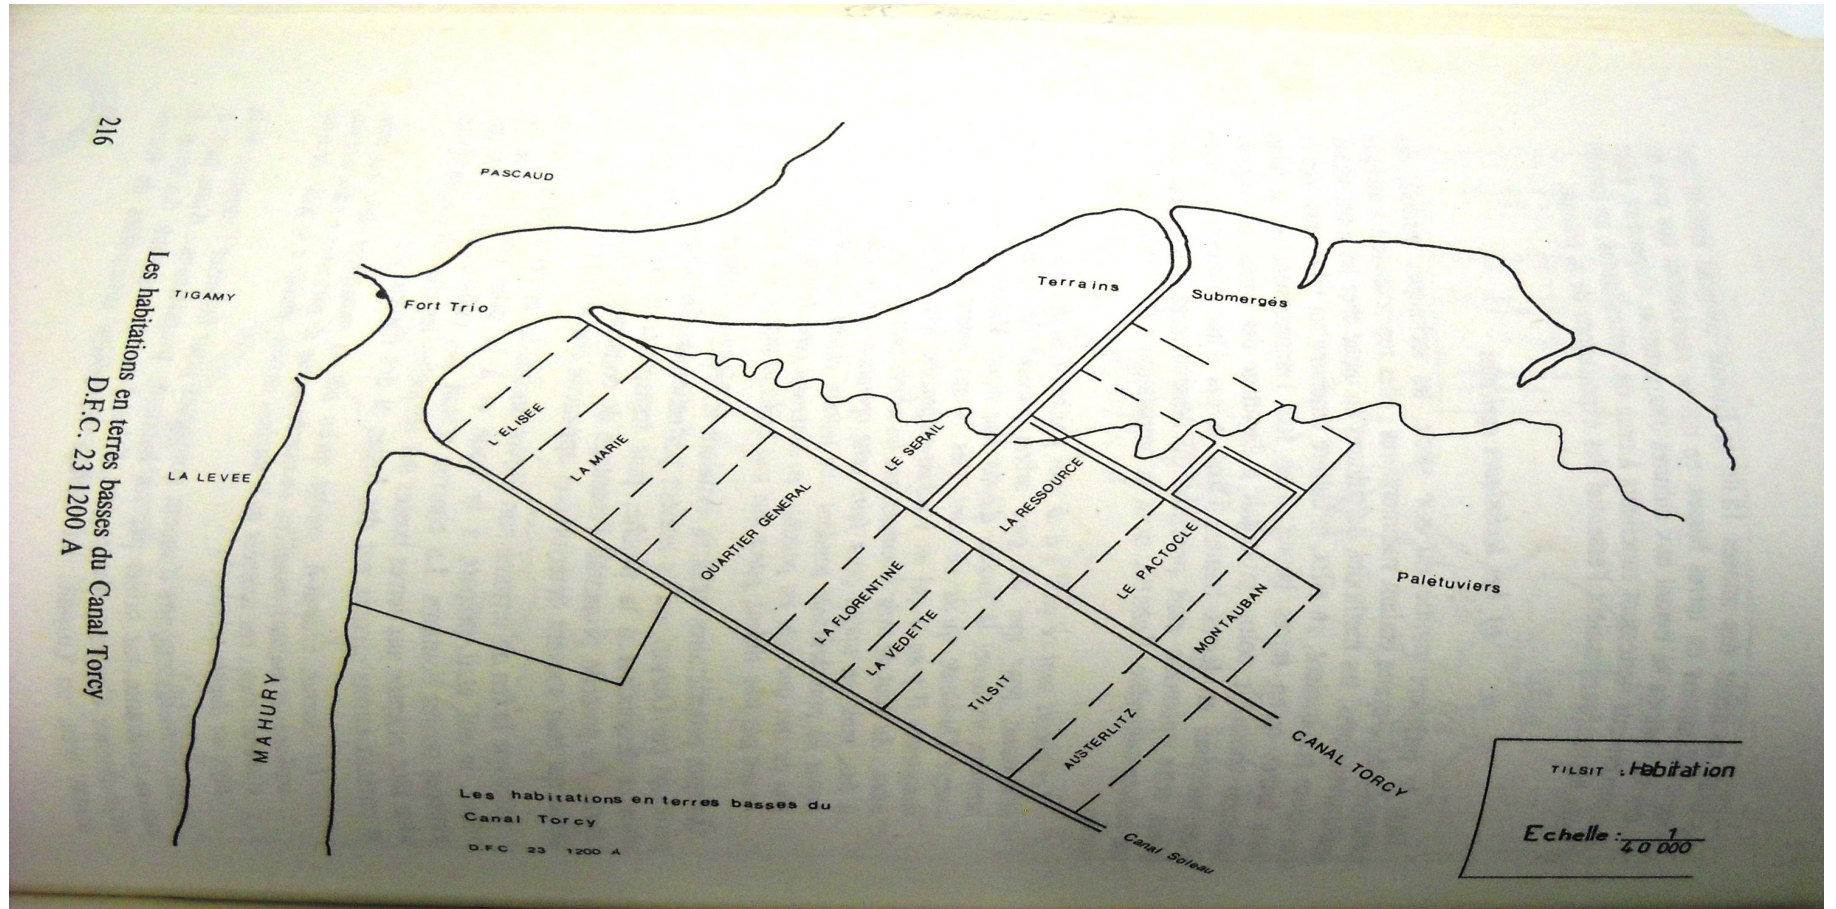 216
Les habitations en terres basses du Canal Torcy
D.F.C. 23 1200 A
PASCAUD
TIGAMY
Fort Trio
LA LEVEE
MAHURY
Terrains
Submergés
L'ELISEE
LA MARIE
QUARTIER GENERAL
LE SERAIL
LA FLORENTINE
LA VEDETTE
LA RESSOURCE
LE PACTOCLE
MONTAUBAN
TILSIT
AUSTERLITZ
Palétuviers
CANAL TORCY
Canal Soleau
Les habitations en terres basses du
Canal Torcy
D.F.C 23 1200 A
TILSIT : Habitation
Echelle : 1
40 000